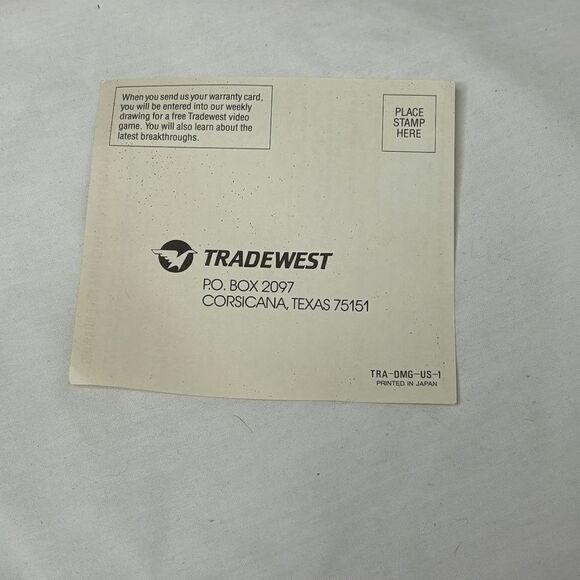 When you send us your warranty card,
you will be entered into our weekly
drawing for a free Tradewest video
game. You will also learn about the
latest breakthroughs.
PLACE
STAMP
HERE
TRADEWEST
P.O. BOX 2097
CORSICANA, TEXAS 75151
TRA-DMG-US-1
PRINTED IN JAPAN